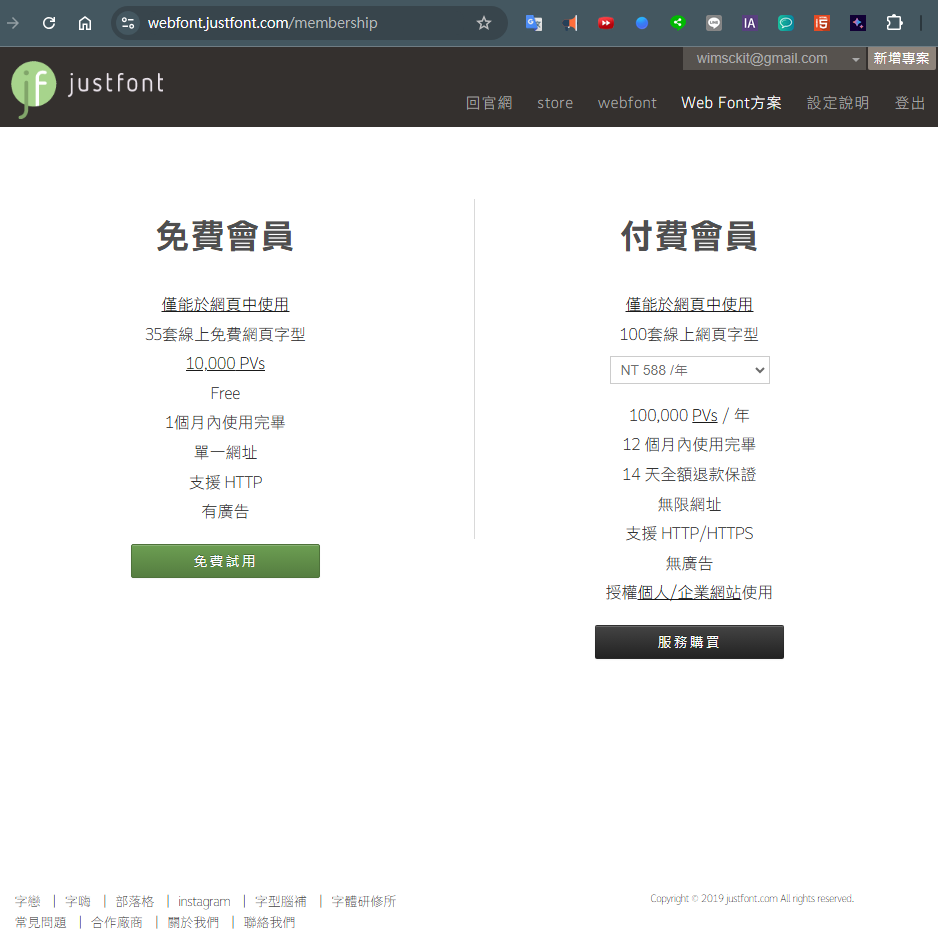 webfont.justfont.com/membership
wimsckit@gmail.com
新增專案
jf justfont
回官網 store webfont Web Font方案 設定說明 登出
免費會員
僅能於網頁中使用
35套線上免費網頁字型
10,000 PVs
Free
1個月內使用完畢
單一網址
支援 HTTP
有廣告
免費試用
付費會員
僅能於網頁中使用
100套線上網頁字型
NT 588 /年
100,000 PVs / 年
12 個月內使用完畢
14 天全額退款保證
無限網址
支援 HTTP/HTTPS
無廣告
授權個人/企業網站使用
服務購買
字戀 | 字嗨 | 部落格 | instagram | 字型腦補 | 字體研修所
常見問題 | 合作廠商 | 關於我們 | 聯絡我們
Copyright © 2019 justfont.com All rights reserved.